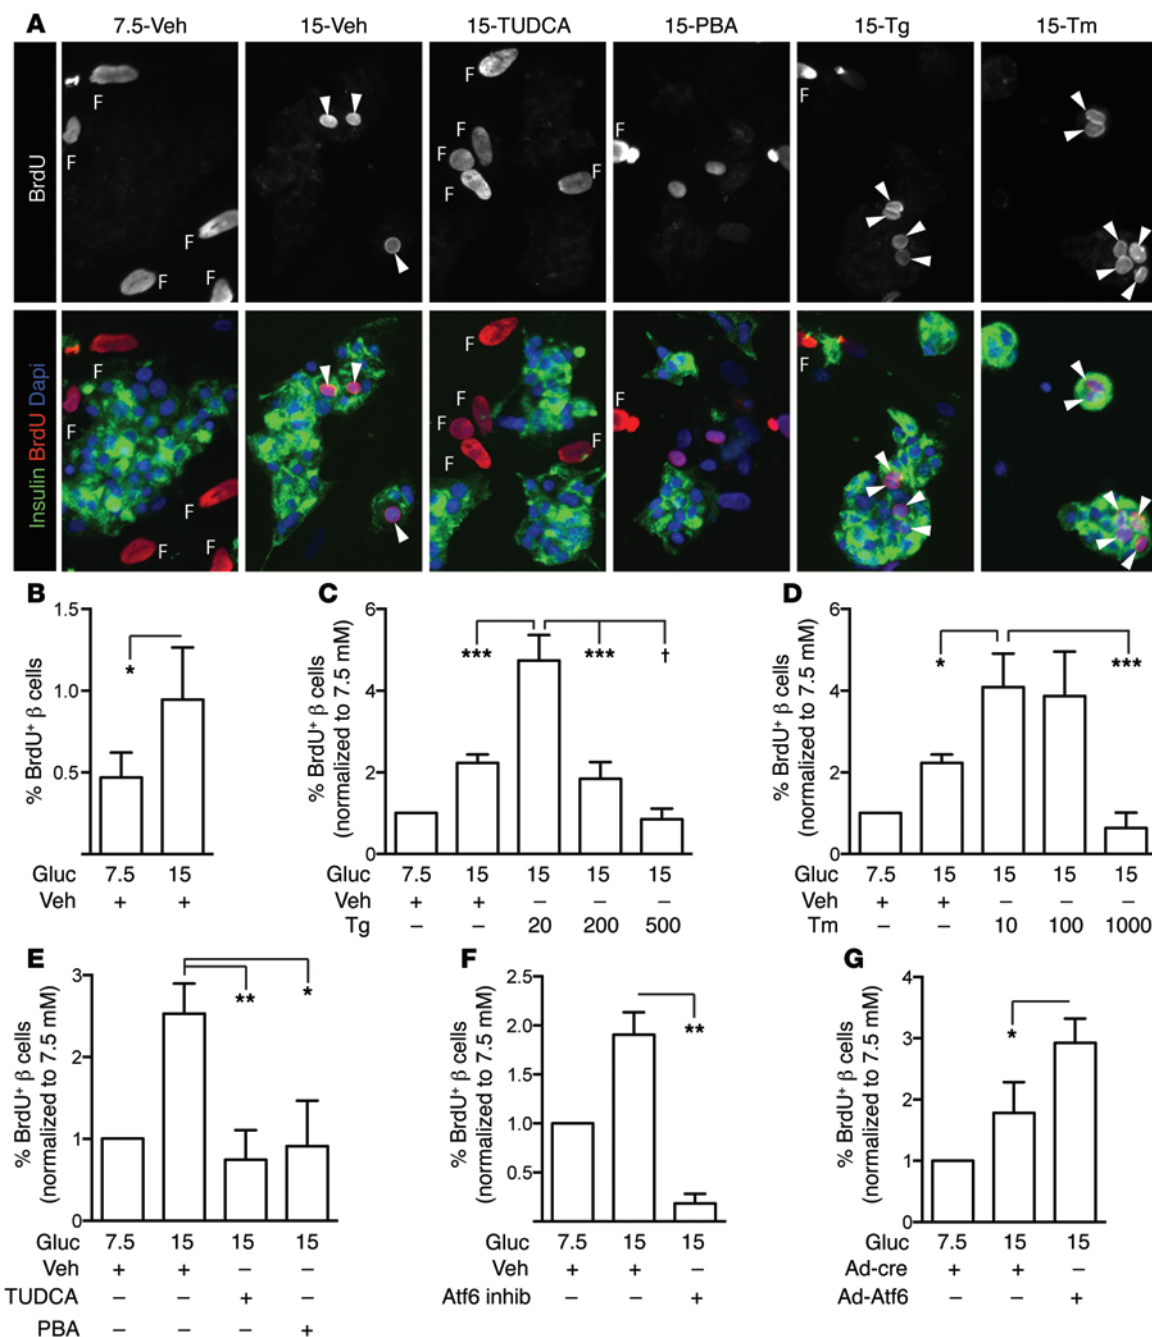 A
7.5-Veh 15-Veh 15-TUDCA 15-PBA 15-Tg 15-Tm
BrdU
F F F F F
F F F F
F
F
Insulin BrdU Dapi
F F F F F
F F F F
F
F
B
% BrdU⁺ β cells
1.5
1.0
0.5
*
Gluc 7.5 15
Veh + +
C
% BrdU⁺ β cells
(normalized to 7.5 mM)
6
4
2
0
*** *** †
Gluc 7.5 15 15 15 15
Veh + + – – –
Tg – – 20 200 500
D
% BrdU⁺ β cells
(normalized to 7.5 mM)
6
4
2
0
* ***
Gluc 7.5 15 15 15 15
Veh + + – – –
Tm – – 10 100 1000
E
% BrdU⁺ β cells
(normalized to 7.5 mM)
3
2
1
0
** *
Gluc 7.5 15 15 15
Veh + + – –
TUDCA – – + –
PBA – – – +
F
% BrdU⁺ β cells
(normalized to 7.5 mM)
2.5
2.0
1.5
1.0
0.5
**
Gluc 7.5 15 15
Veh + + –
Atf6 inhib – – +
G
% BrdU⁺ β cells
(normalized to 7.5 mM)
4
3
2
1
0
*
Gluc 7.5 15 15
Ad-cre + + –
Ad-Atf6 – – +